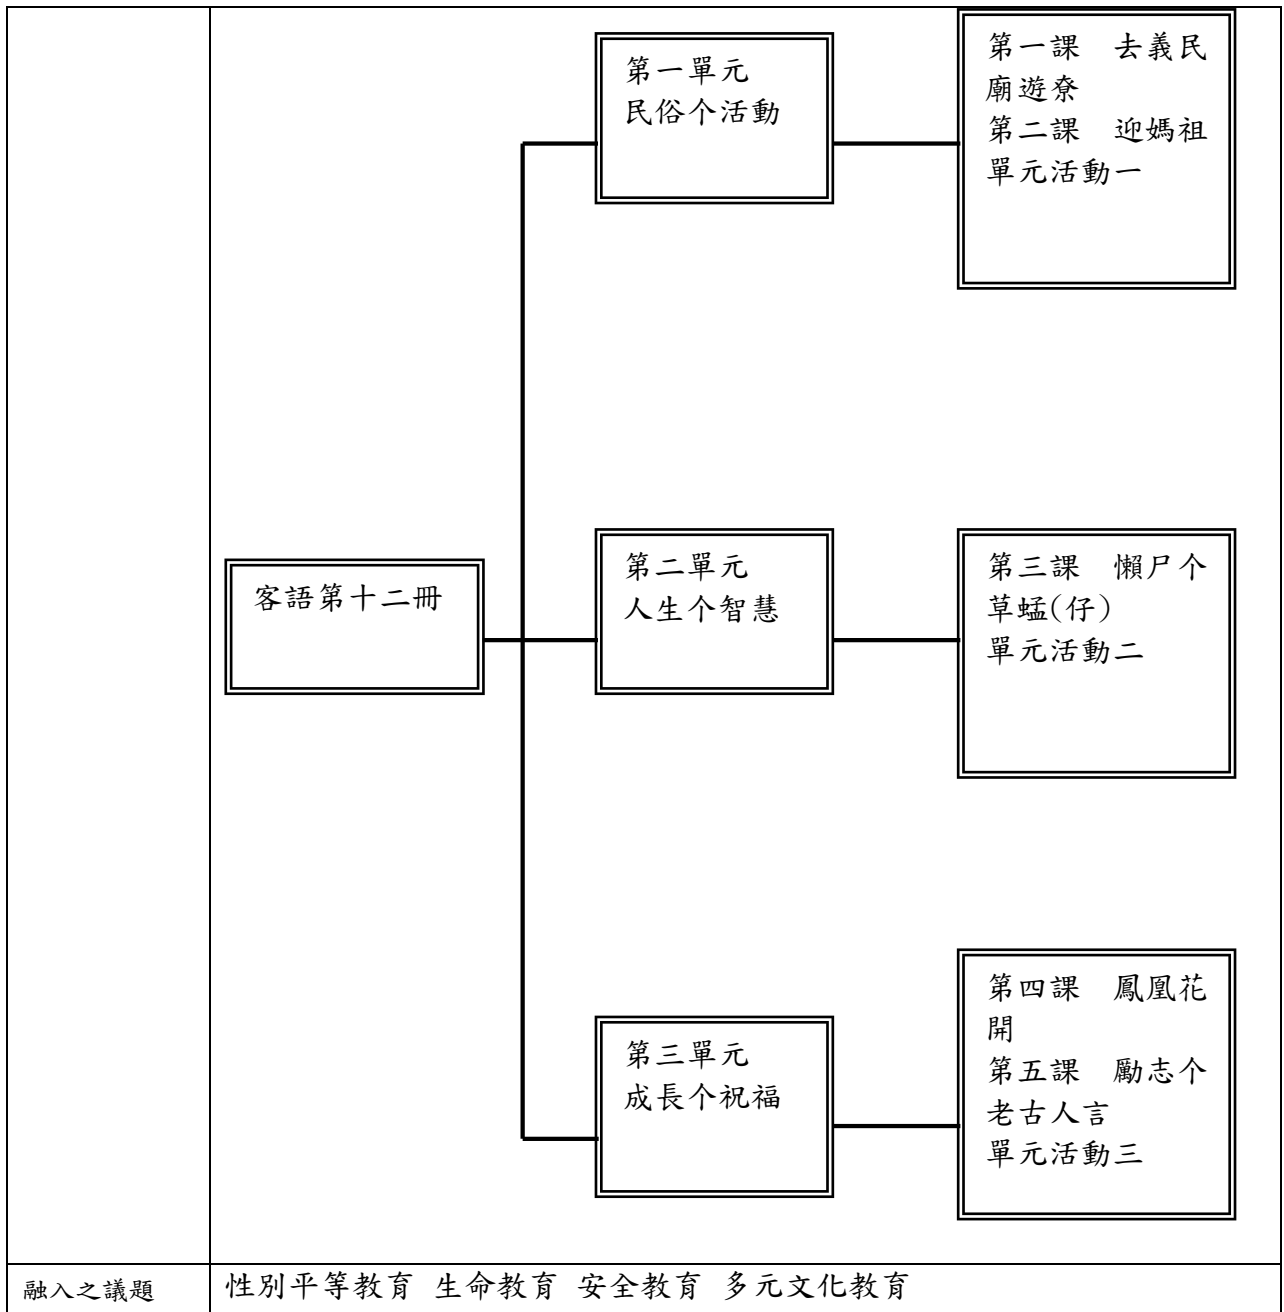 第一單元
民俗个活動
第一課　去義民
廟遊尞
第二課　迎媽祖
單元活動一
客語第十二冊
第二單元
人生个智慧
第三課　懶尸个
草蜢(仔)
單元活動二
第三單元
成長个祝福
第四課　鳳凰花
開
第五課　勵志个
老古人言
單元活動三
融入之議題
性別平等教育 生命教育 安全教育 多元文化教育